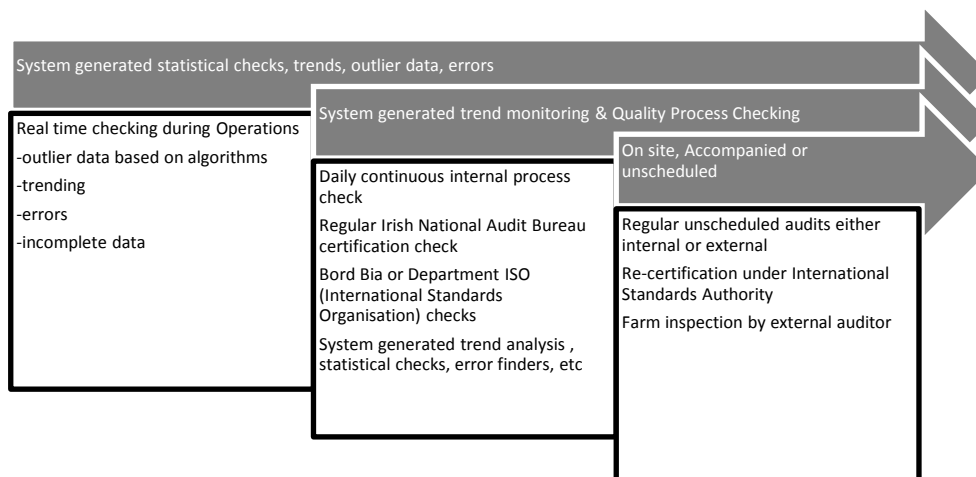 System generated statistical checks, trends, outlier data, errors
Real time checking during Operations
-outlier data based on algorithms
-trending
-errors
-incomplete data
System generated trend monitoring & Quality Process Checking
Daily continuous internal process
check
Regular Irish National Audit Bureau
certification check
Bord Bia or Department ISO
(International Standards
Organisation) checks
System generated trend analysis ,
statistical checks, error finders, etc
On site, Accompanied or
unscheduled
Regular unscheduled audits either
internal or external
Re-certification under International
Standards Authority
Farm inspection by external auditor